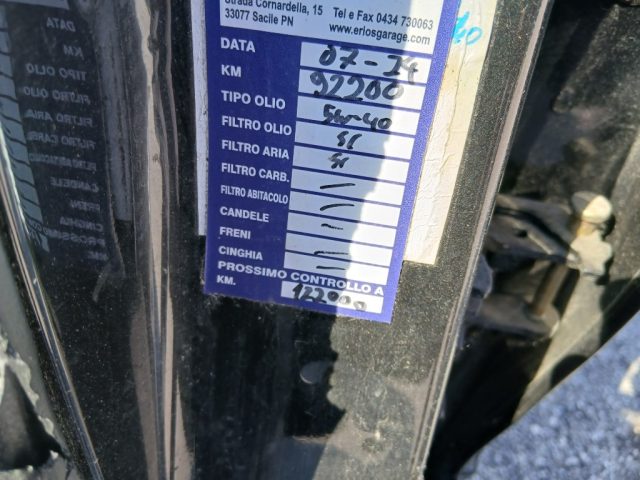 Strada Cornardella, 15 Tel e Fax 0434 730063
33077 Sacile PN www.eriosgarage.com
DATA 07-14
KM 92200
TIPO OLIO 5W-40
FILTRO OLIO SI
FILTRO ARIA SI
FILTRO CARB. /
FILTRO ABITACOLO /
CANDELE /
FRENI
CINGHIA
PROSSIMO CONTROLLO A
KM. 122000